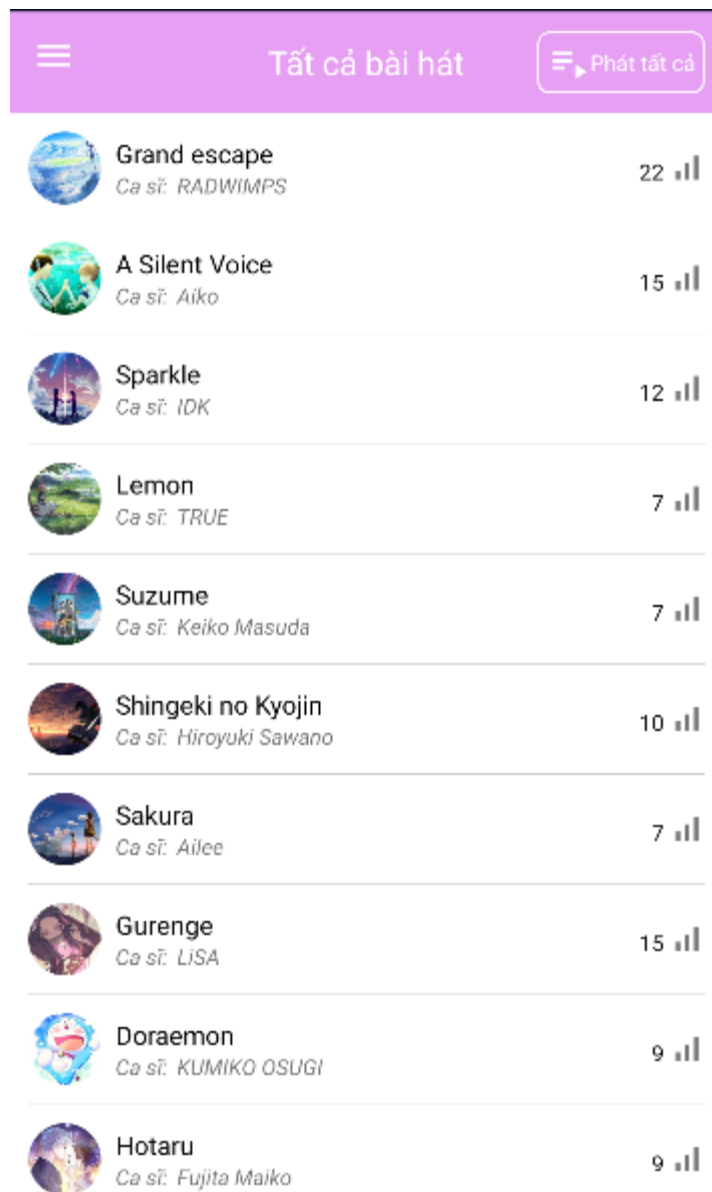 Tất cả bài hát
Phát tất cả
Grand escape
Ca sĩ: RADWIMPS
22
A Silent Voice
Ca sĩ: Aiko
15
Sparkle
Ca sĩ: IDK
12
Lemon
Ca sĩ: TRUE
7
Suzume
Ca sĩ: Keiko Masuda
7
Shingeki no Kyojin
Ca sĩ: Hiroyuki Sawano
10
Sakura
Ca sĩ: Ailee
7
Gurenge
Ca sĩ: LiSA
15
Doraemon
Ca sĩ: KUMIKO OSUGI
9
Hotaru
Ca sĩ: Fujita Maiko
9